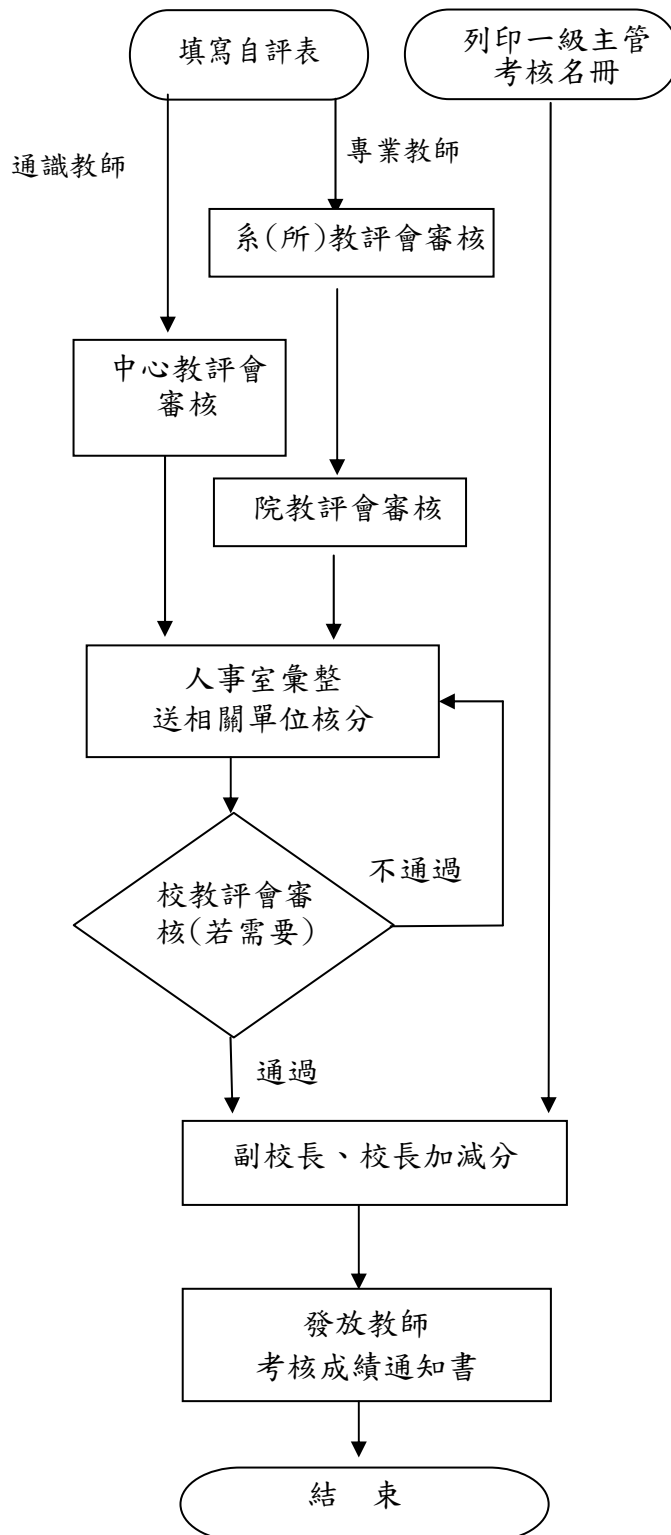 填寫自評表
列印一級主管
考核名冊
通識教師
專業教師
系(所)教評會審核
中心教評會
審核
院教評會審核
人事室彙整
送相關單位核分
校教評會審
核(若需要)
不通過
通過
副校長、校長加減分
發放教師
考核成績通知書
結 束